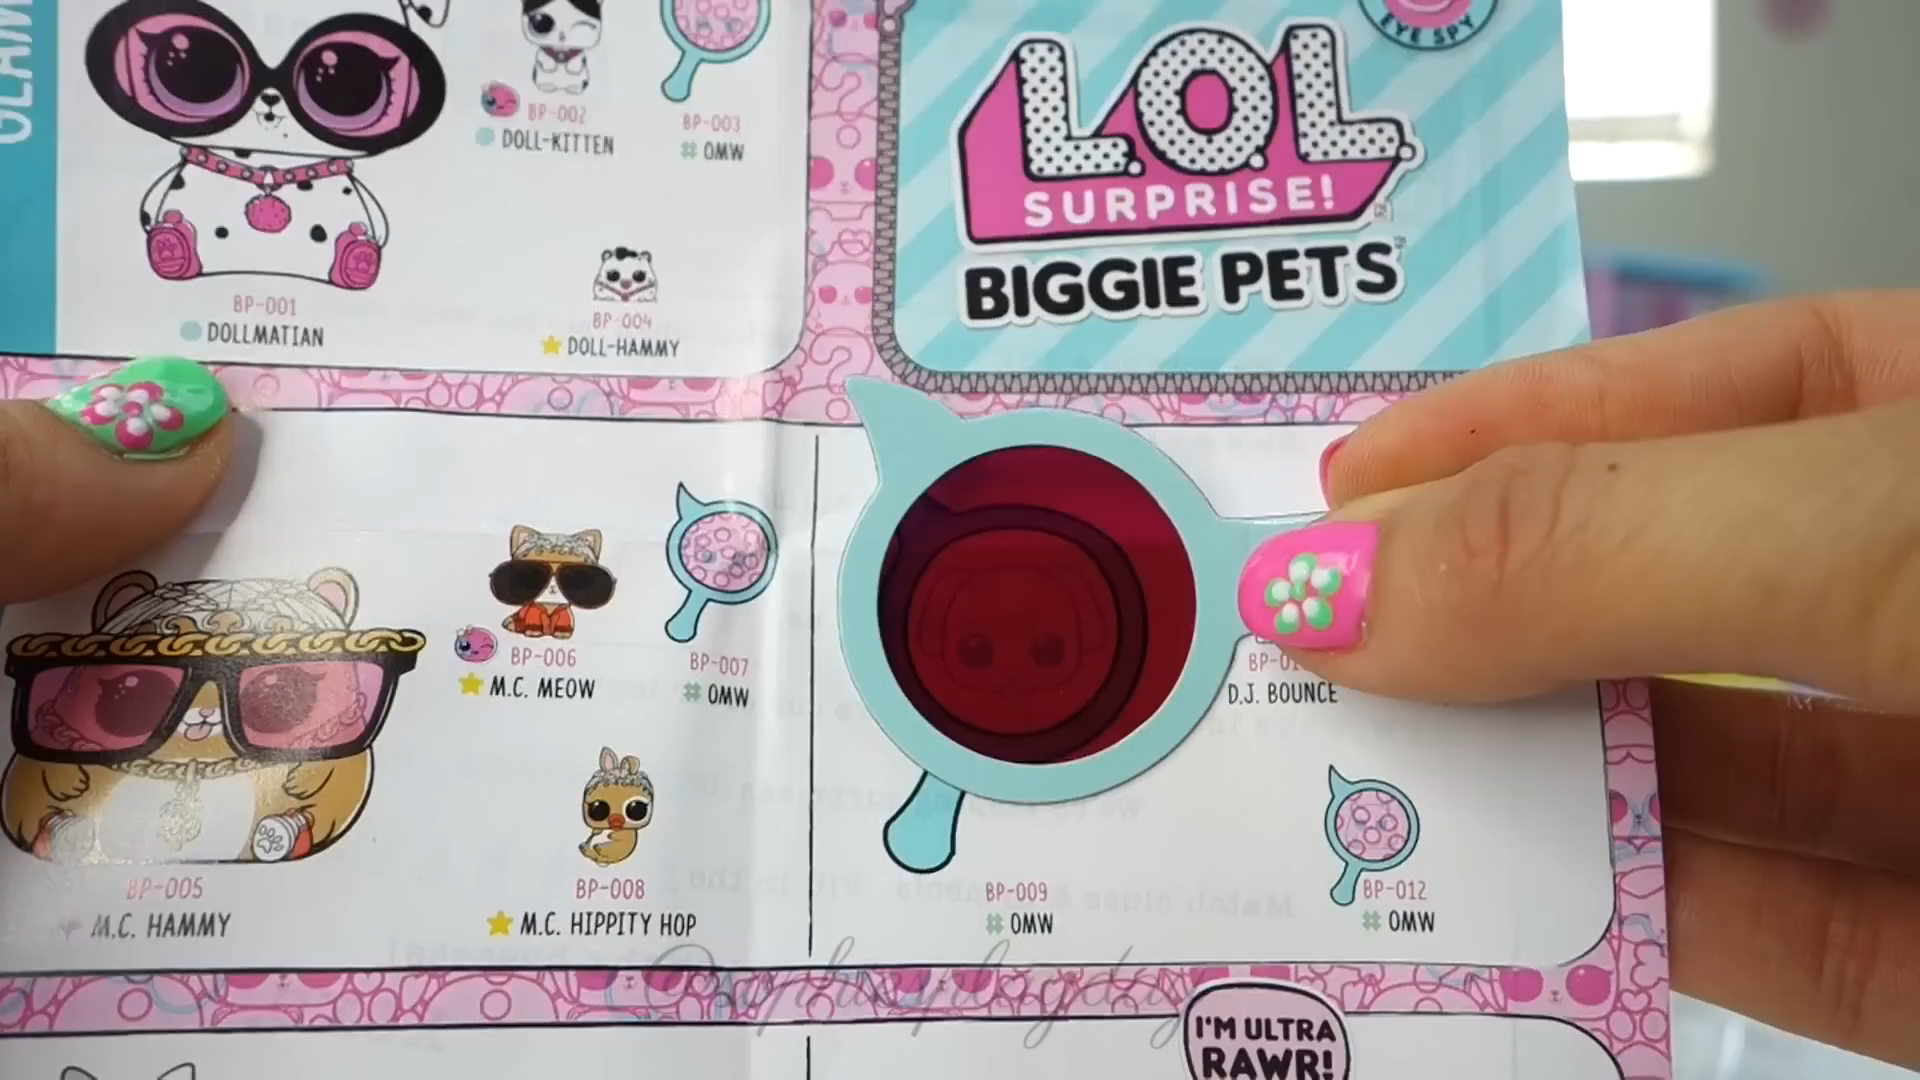 GLAM
EYE SPY
L.O.L.
SURPRISE!
BIGGIE PETS
BP-001
DOLLMATIAN
BP-002
DOLL-KITTEN
BP-003
# OMW
BP-004
DOLL-HAMMY
BP-005
M.C. HAMMY
BP-006
M.C. MEOW
BP-007
# OMW
BP-008
M.C. HIPPITY HOP
BP-009
# OMW
D.J. BOUNCE
BP-012
# OMW
I'M ULTRA
RAWR!